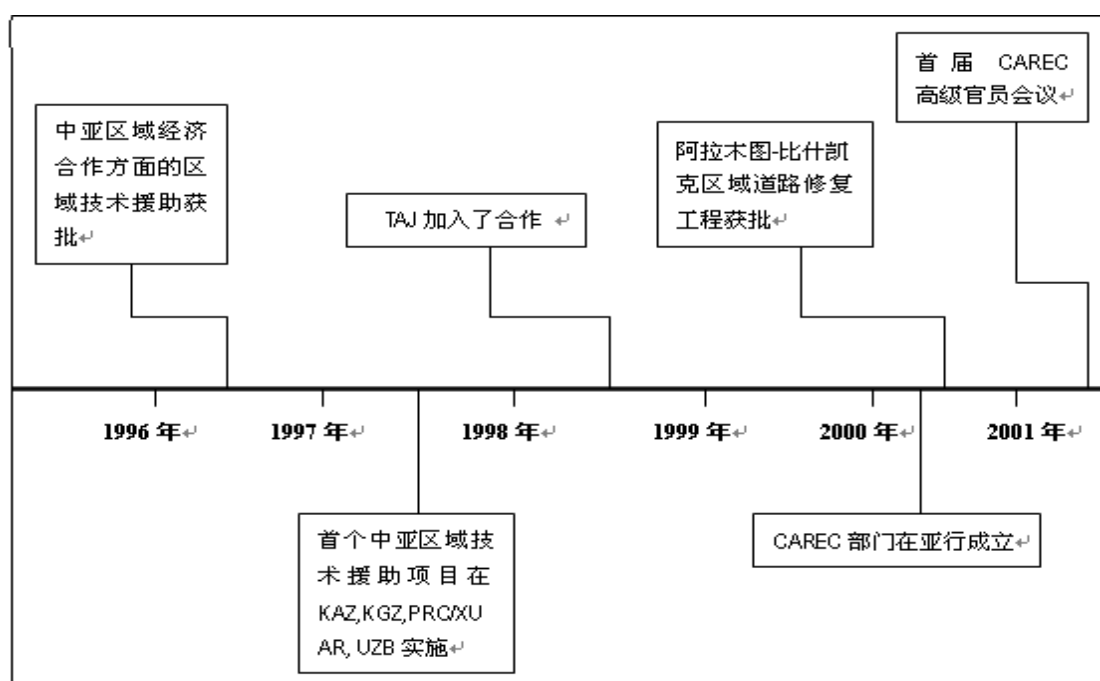 首届 CAREC
高级官员会议↵
中亚区域经济
合作方面的区
域技术援助获
批↵
TAJ 加入了合作 ↵
阿拉木图-比什凯
克区域道路修复
工程获批↵
1996 年↵
1997 年↵
1998 年↵
1999 年↵
2000 年↵
2001 年↵
首个中亚区域技
术援助项目在
KAZ,KGZ,PRC/XU
AR, UZB 实施↵
CAREC 部门在亚行成立↵